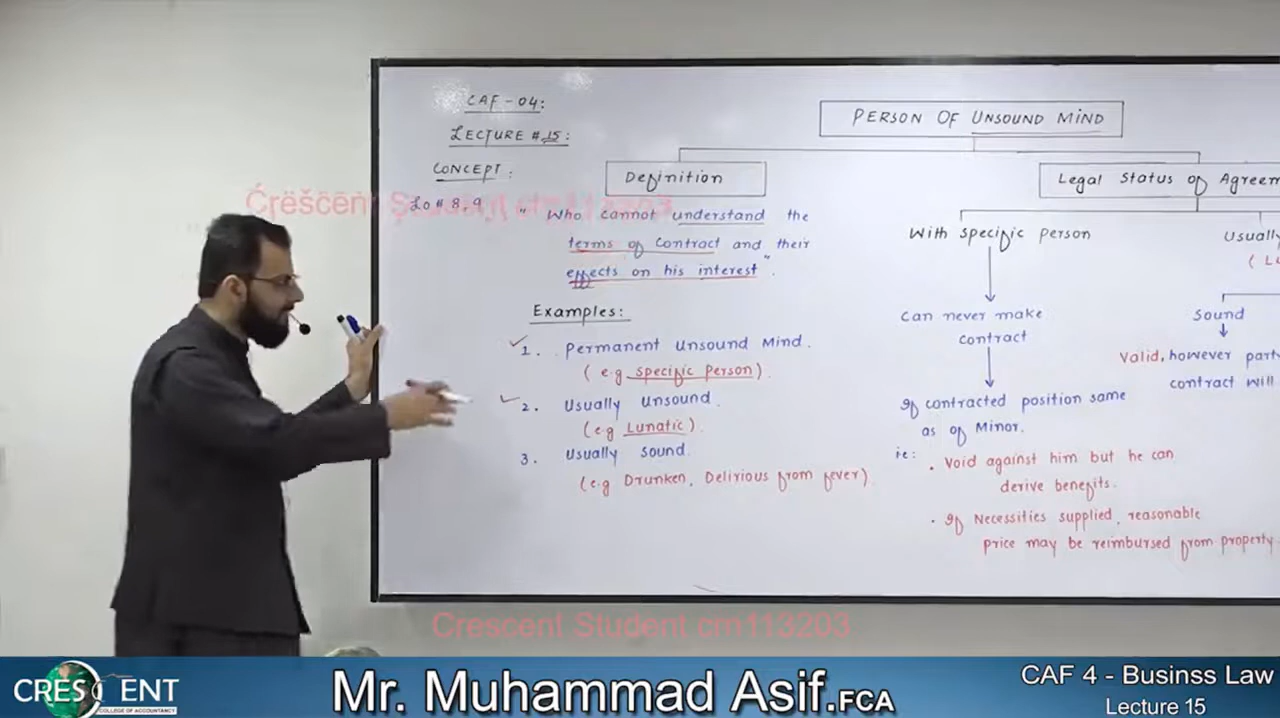 CAF - 04:
LECTURE # 15:
CONCEPT:
LO # 8,9
PERSON OF UNSOUND MIND
Definition
" Who cannot understand the
terms of Contract and their
effects on his interest ".
Examples:
1. Permanent Unsound Mind.
(e.g specific Person).
2. Usually Unsound.
(e.g Lunatic).
3. Usually sound.
(e.g Drunken, Delirious from fever)
Legal Status of Agreem
With specific person
Can never make
contract
If contracted position same
as of Minor.
ie:
. Void against him but he can
derive benefits.
. If Necessities supplied, reasonable
price may be reimbursed from property.
Usually
Sound
Valid, however party
contract will
Crescent Student cm113203
Crescent Student cm113203
CRESCENT
COLLEGE OF ACCOUNTANCY
Mr. Muhammad Asif.FCA
CAF 4 - Businss Law
Lecture 15